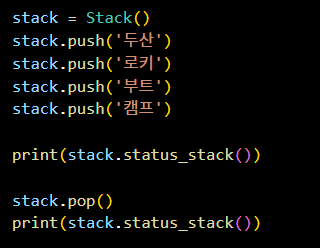 stack = Stack()
stack.push('두산')
stack.push('로키')
stack.push('부트')
stack.push('캠프')
print(stack.status_stack())
stack.pop()
print(stack.status_stack())